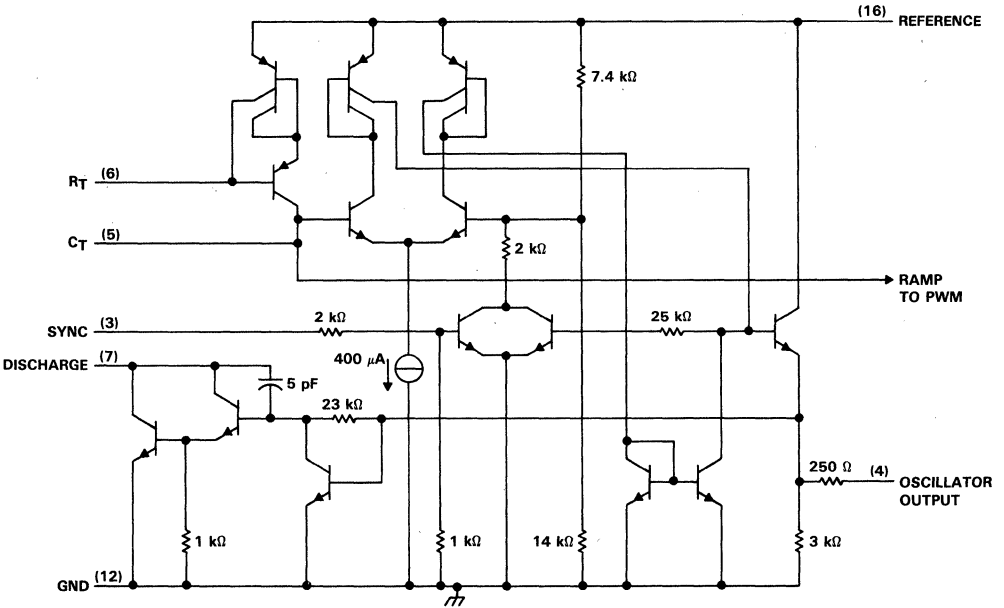 (16) REFERENCE
7.4 kΩ
RT (6)
CT (5)
2 kΩ
RAMP
TO PWM
SYNC (3)
2 kΩ
25 kΩ
DISCHARGE (7)
400 μA
5 pF
23 kΩ
250 Ω (4) OSCILLATOR
OUTPUT
1 kΩ
1 kΩ
14 kΩ
3 kΩ
GND (12)